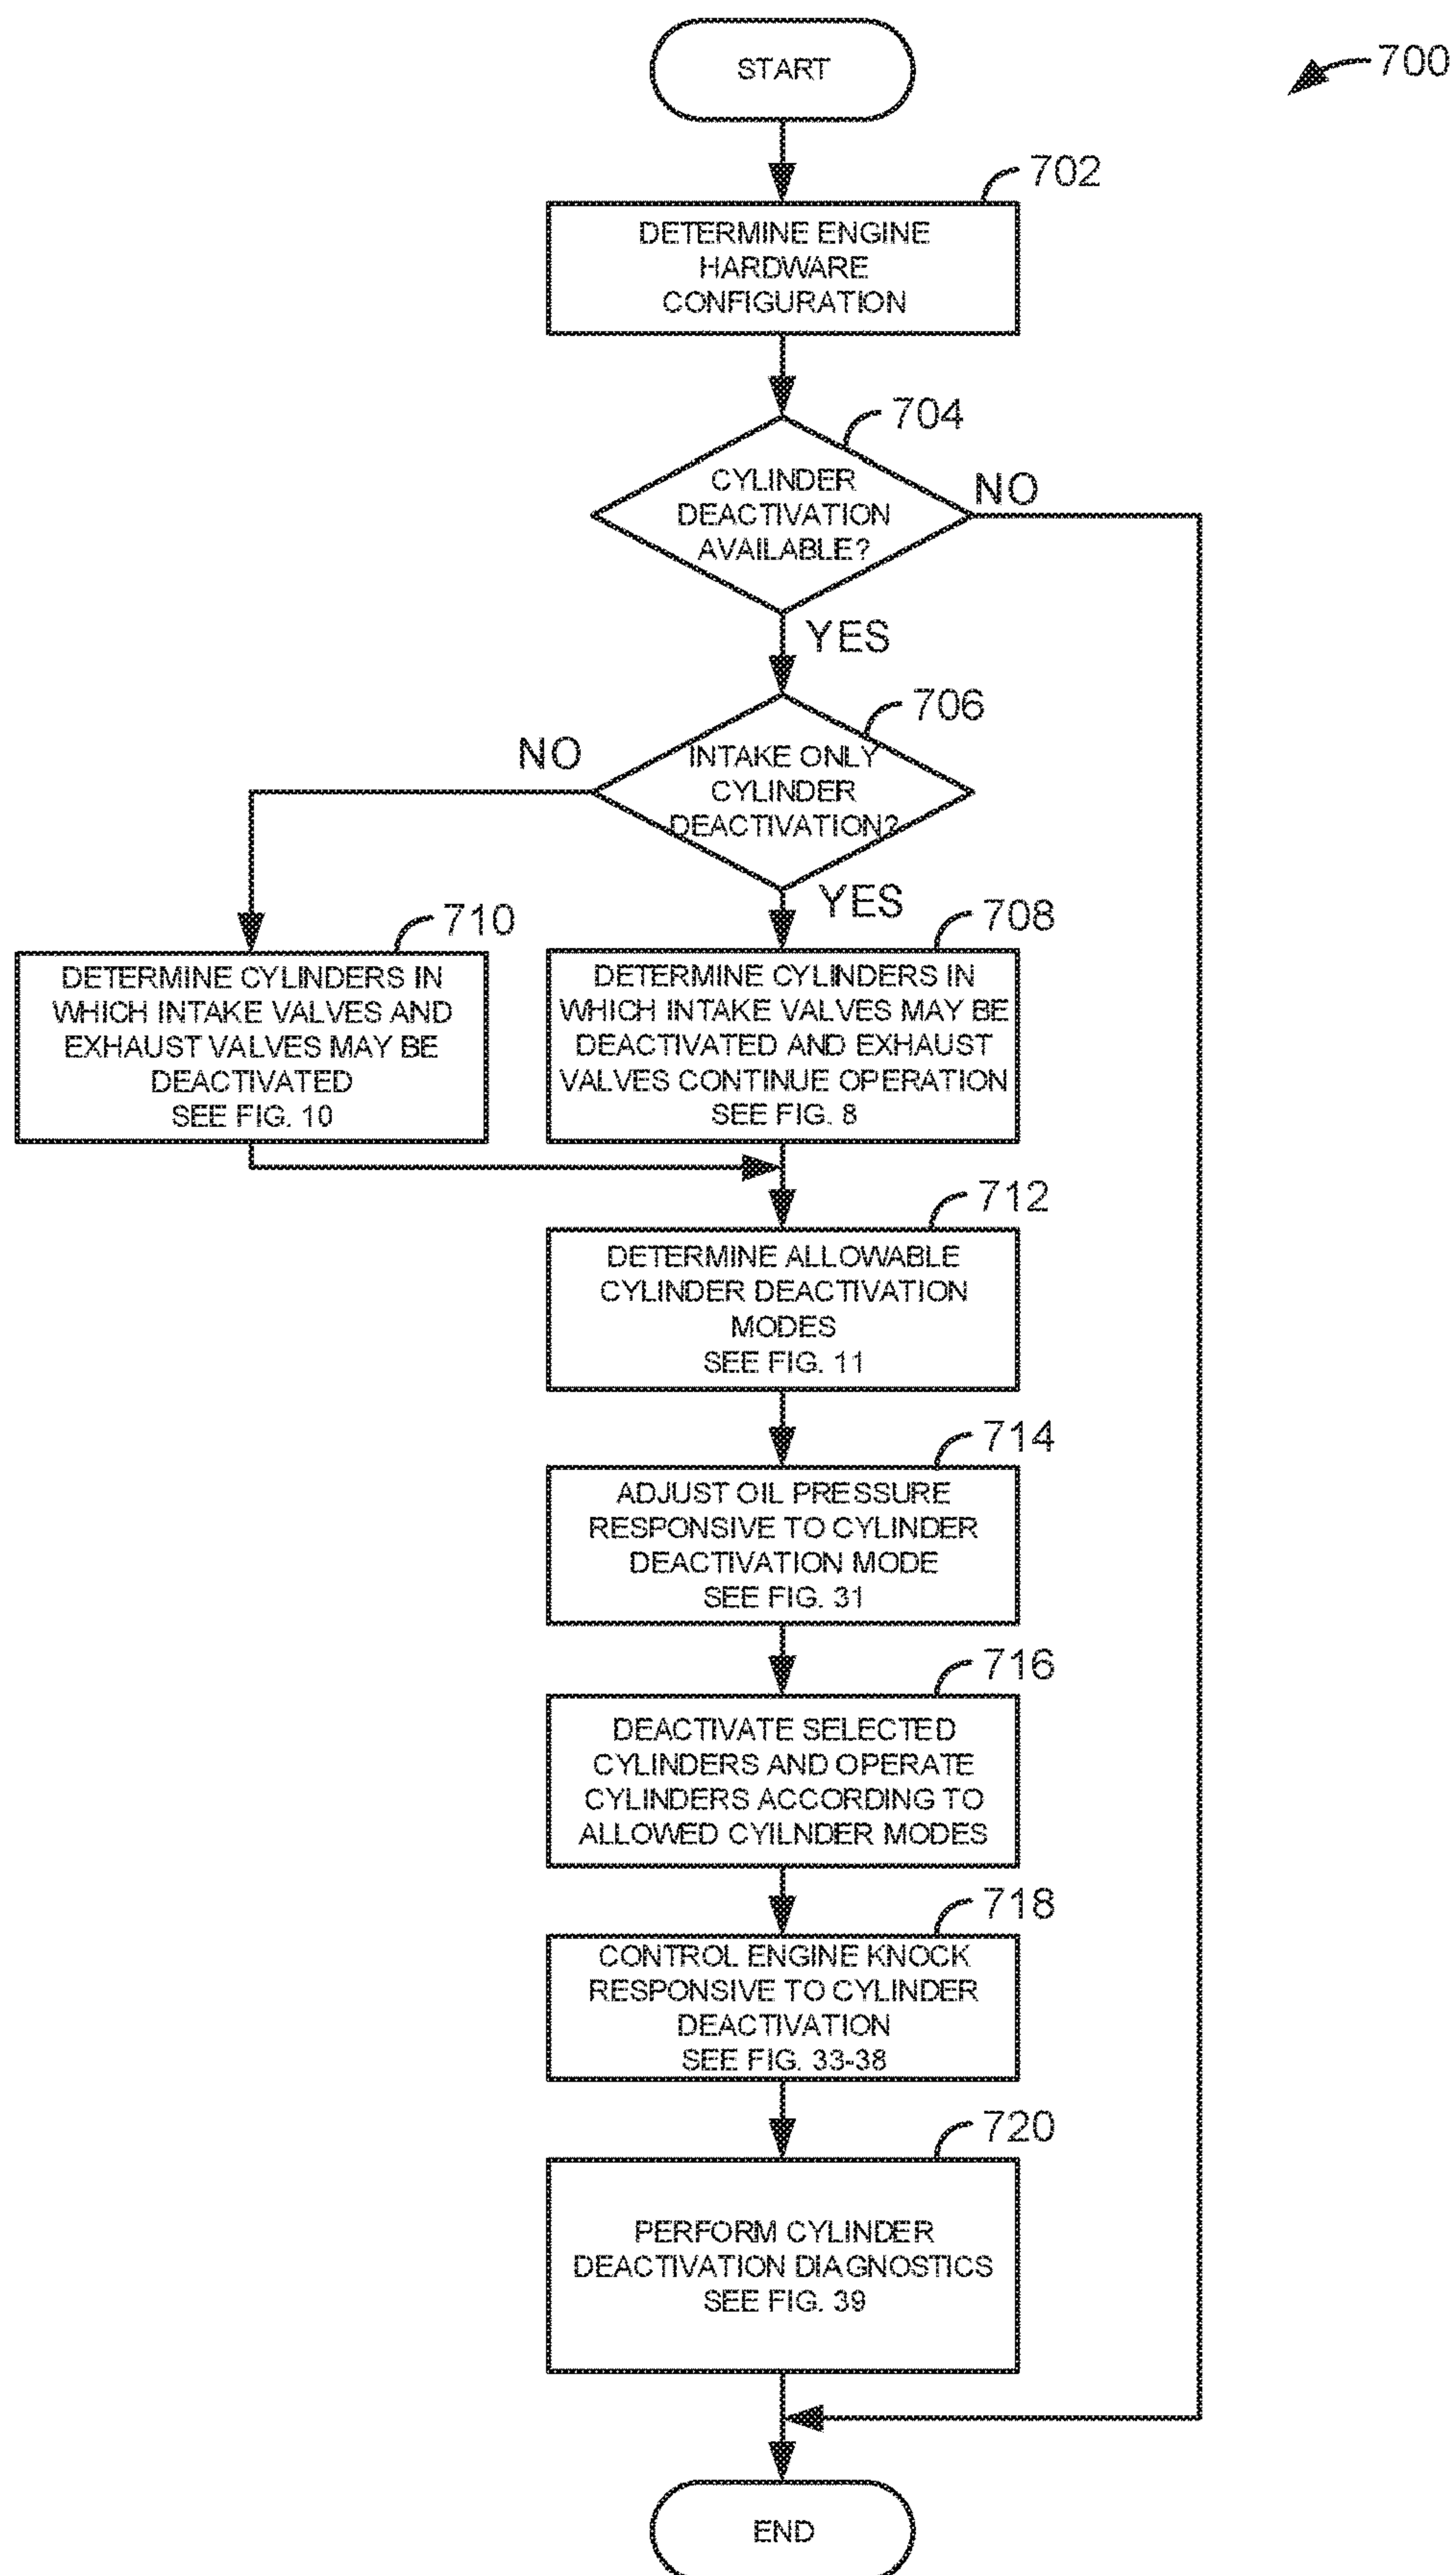 START
700
702
DETERMINE ENGINE
HARDWARE
CONFIGURATION
704
CYLINDER
DEACTIVATION
AVAILABLE?
NO
YES
706
INTAKE ONLY
CYLINDER
DEACTIVATION?
NO
YES
710
DETERMINE CYLINDERS IN
WHICH INTAKE VALVES AND
EXHAUST VALVES MAY BE
DEACTIVATED
SEE FIG. 10
708
DETERMINE CYLINDERS IN
WHICH INTAKE VALVES MAY BE
DEACTIVATED AND EXHAUST
VALVES CONTINUE OPERATION
SEE FIG. 8
712
DETERMINE ALLOWABLE
CYLINDER DEACTIVATION
MODES
SEE FIG. 11
714
ADJUST OIL PRESSURE
RESPONSIVE TO CYLINDER
DEACTIVATION MODE
SEE FIG. 31
716
DEACTIVATE SELECTED
CYLINDERS AND OPERATE
CYLINDERS ACCORDING TO
ALLOWED CYILNDER MODES
718
CONTROL ENGINE KNOCK
RESPONSIVE TO CYLINDER
DEACTIVATION
SEE FIG. 33-38
720
PERFORM CYLINDER
DEACTIVATION DIAGNOSTICS
SEE FIG. 39
END